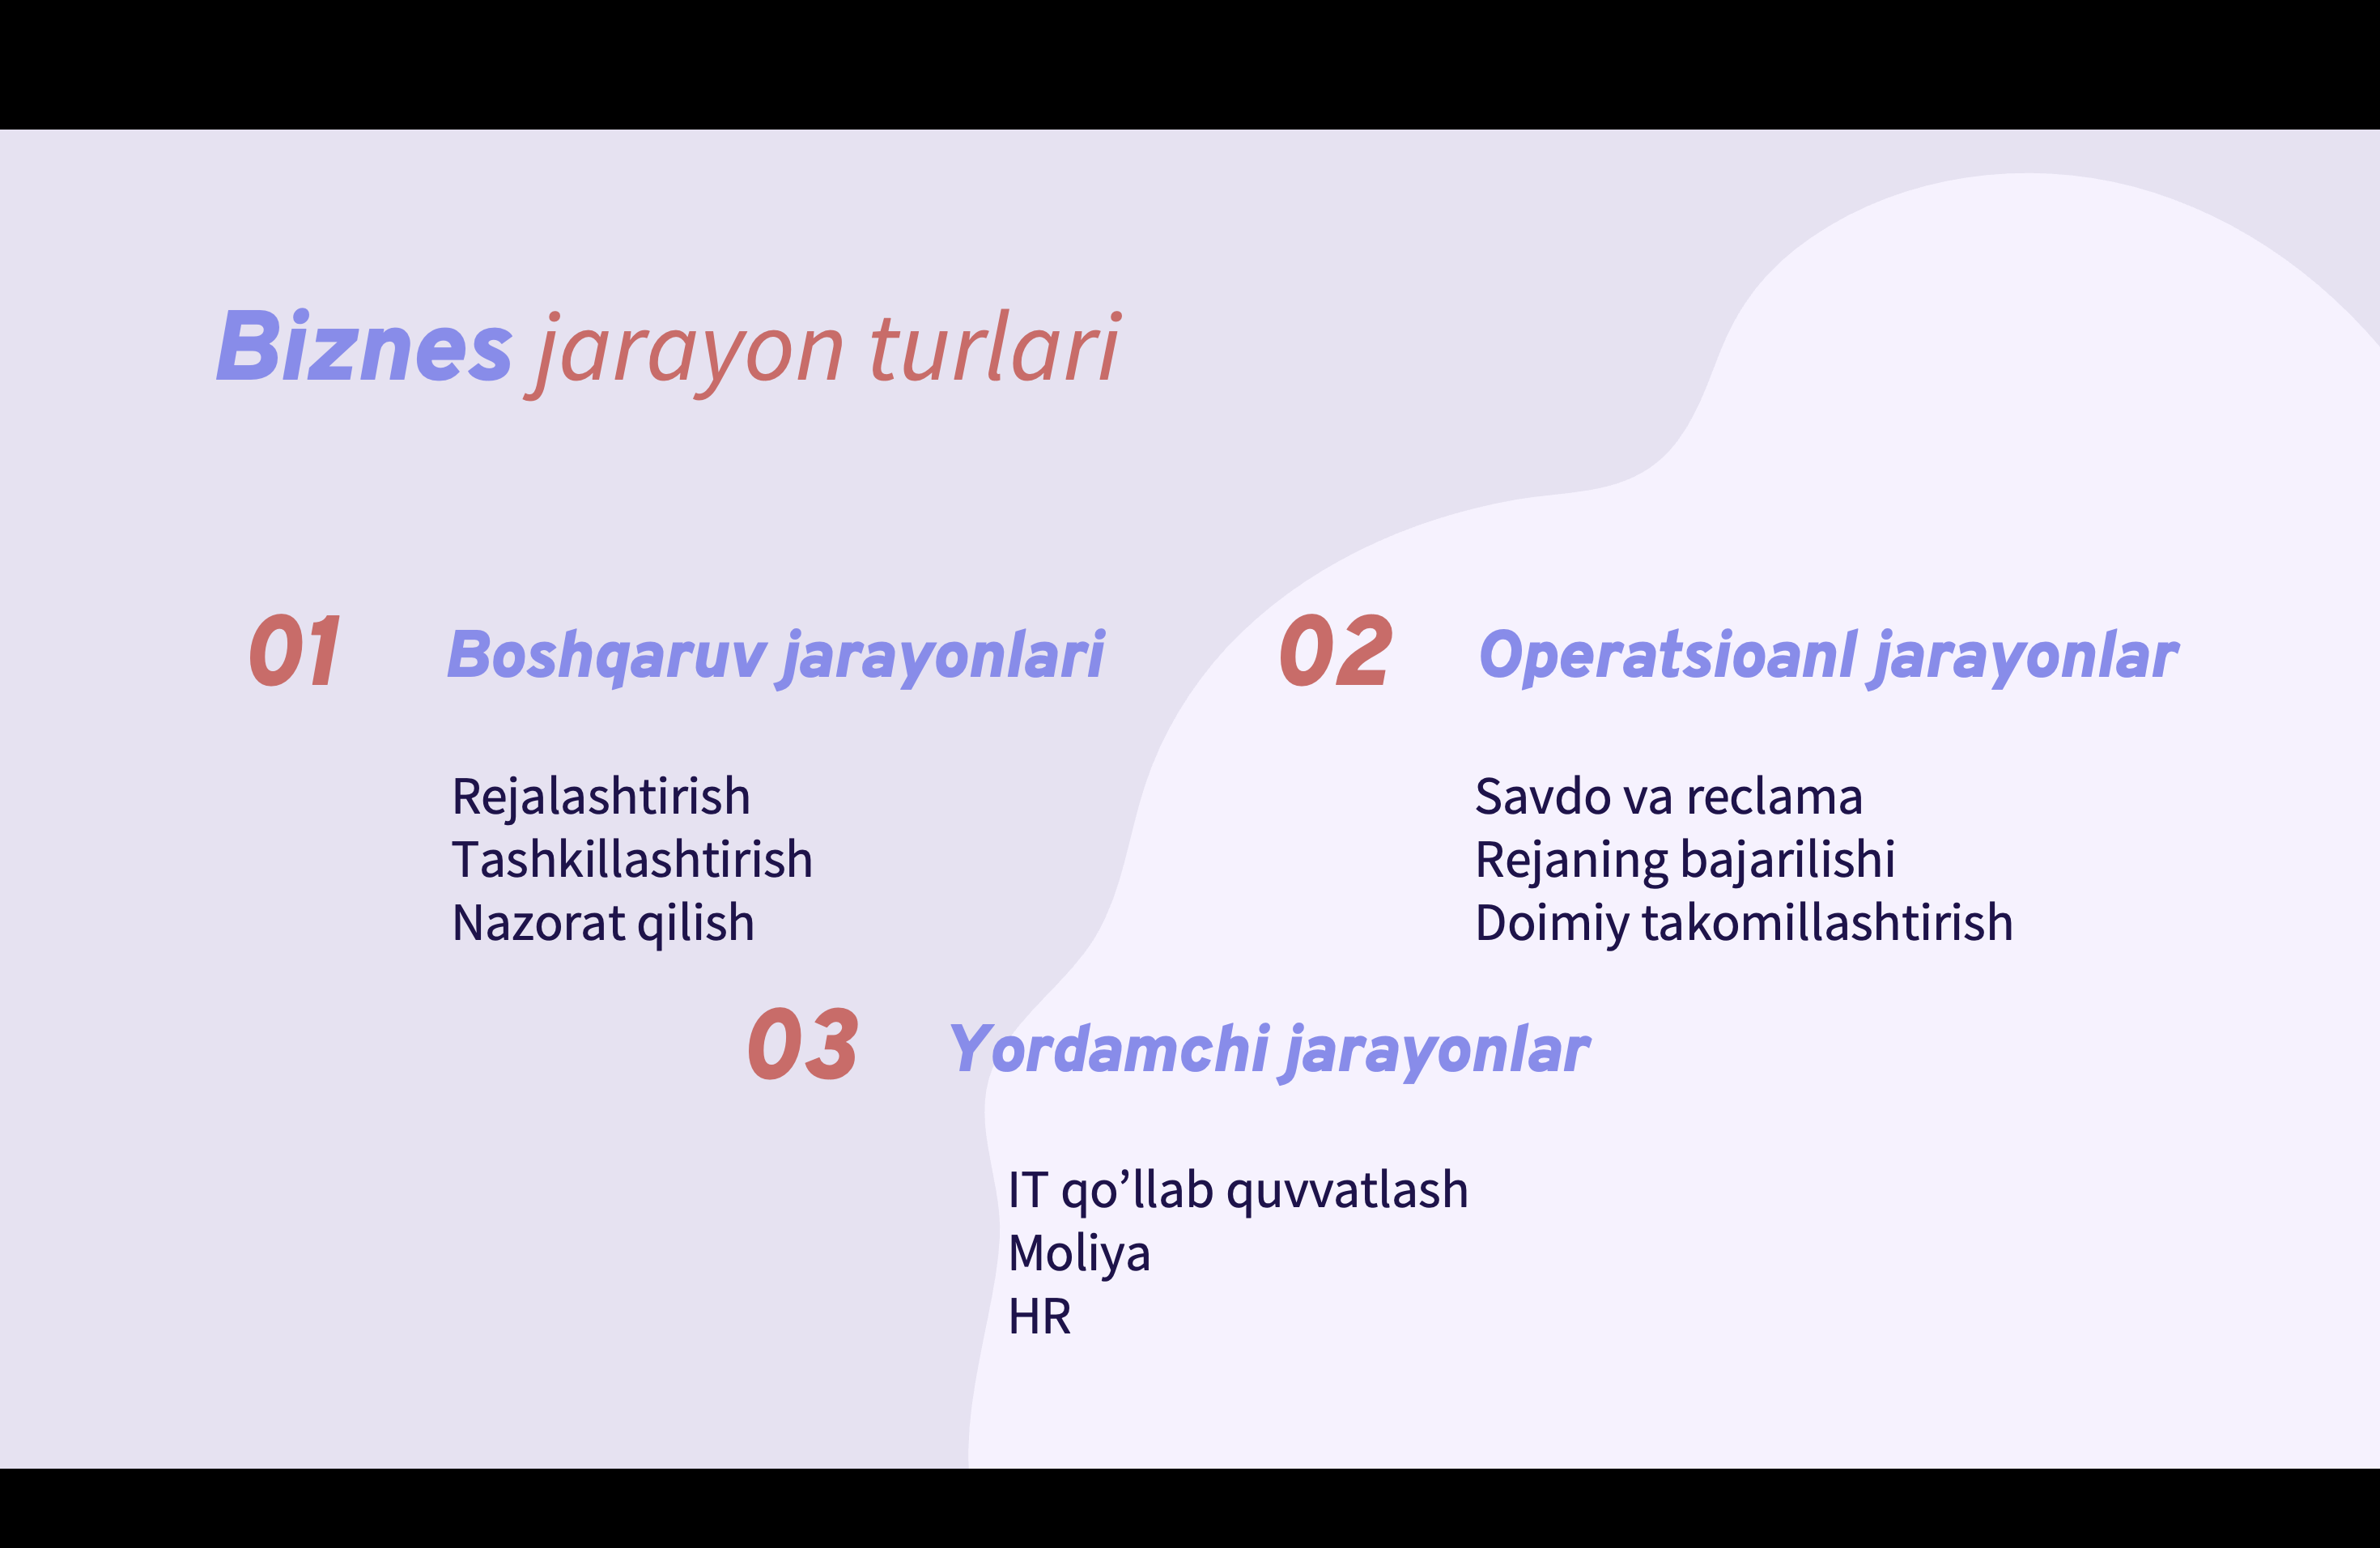 Biznes jarayon turlari
01 Boshqaruv jarayonlari
Rejalashtirish
Tashkillashtirish
Nazorat qilish
02 Operatsioanl jarayonlar
Savdo va reclama
Rejaning bajarilishi
Doimiy takomillashtirish
03 Yordamchi jarayonlar
IT qo’llab quvvatlash
Moliya
HR